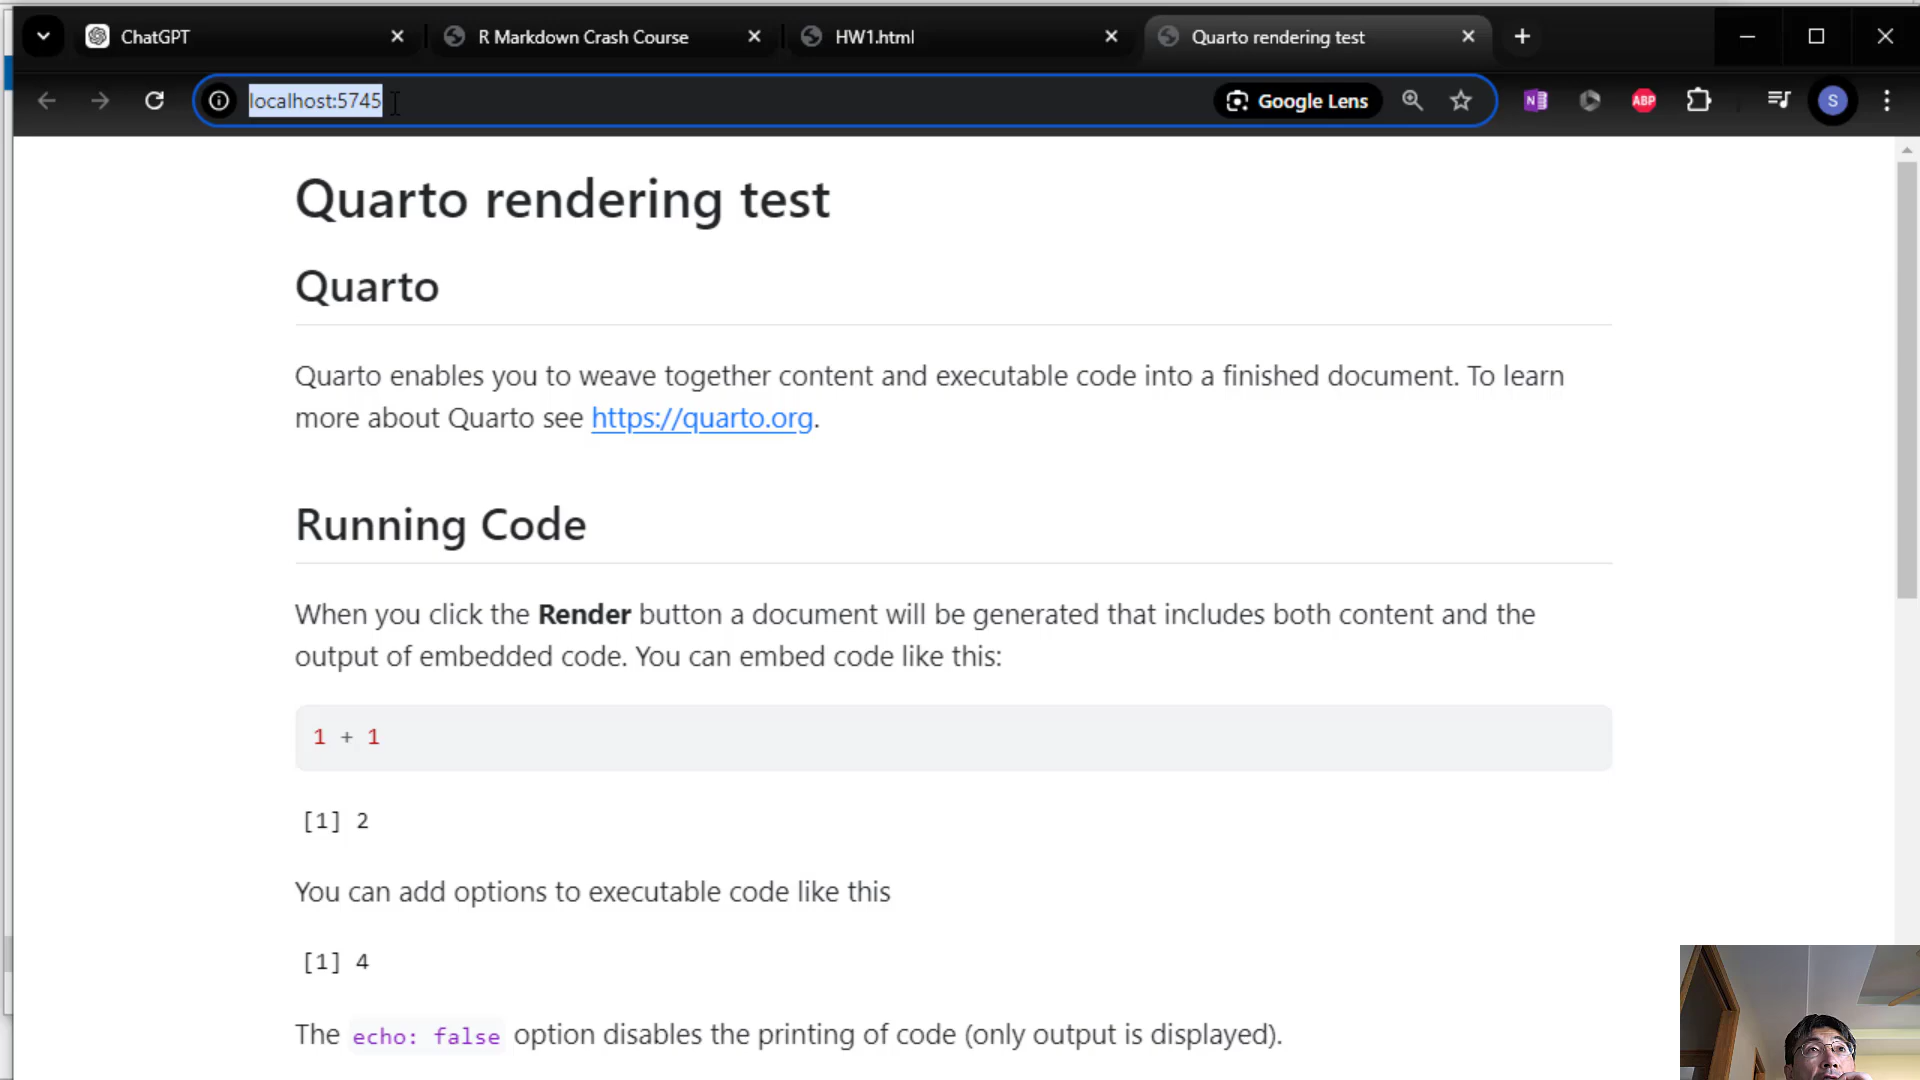 ChatGPT
R Markdown Crash Course
HW1.html
Quarto rendering test
localhost:5745
Google Lens
N
ABP
S
Quarto rendering test
Quarto
Quarto enables you to weave together content and executable code into a finished document. To learn
more about Quarto see https://quarto.org.
Running Code
When you click the Render button a document will be generated that includes both content and the
output of embedded code. You can embed code like this:
1 + 1
[1] 2
You can add options to executable code like this
[1] 4
The echo: false option disables the printing of code (only output is displayed).